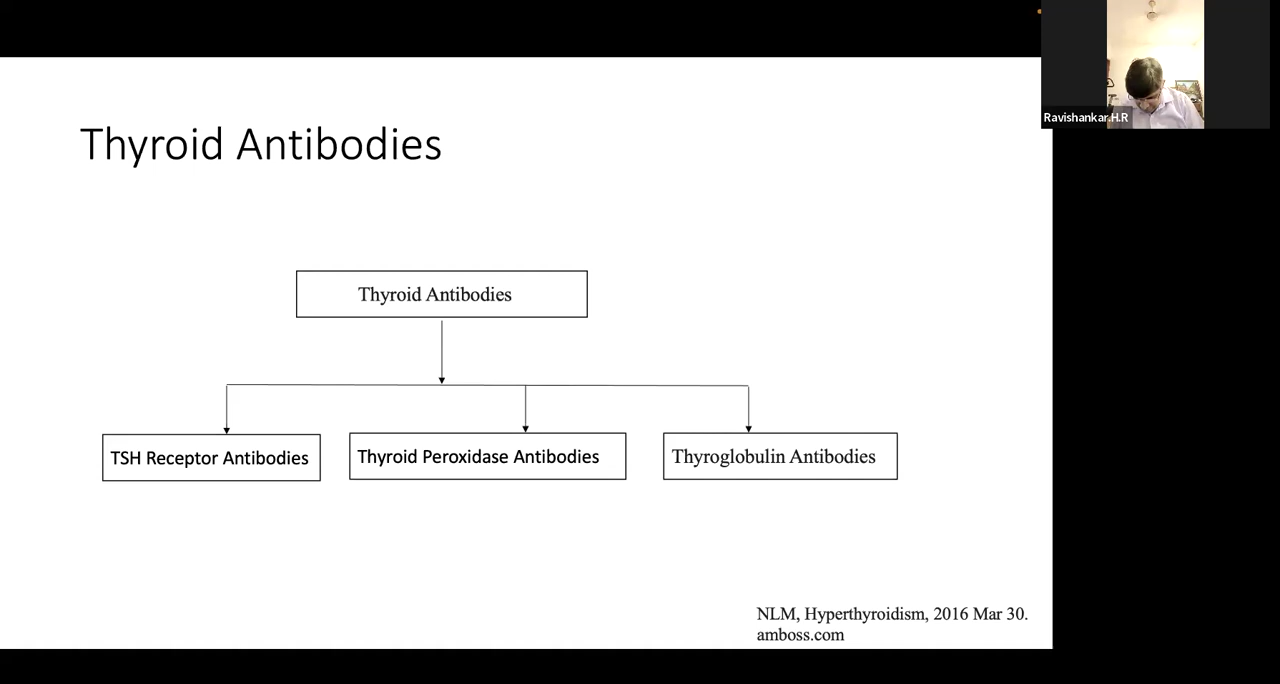 Ravishankar.H.R
Thyroid Antibodies
Thyroid Antibodies
TSH Receptor Antibodies
Thyroid Peroxidase Antibodies
Thyroglobulin Antibodies
NLM, Hyperthyroidism, 2016 Mar 30.
amboss.com